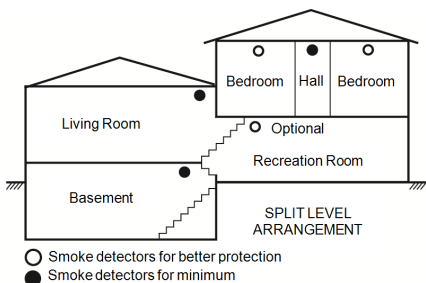 Bedroom Hall Bedroom
Living Room
Optional
Recreation Room
Basement
SPLIT LEVEL
ARRANGEMENT
Smoke detectors for better protection
Smoke detectors for minimum